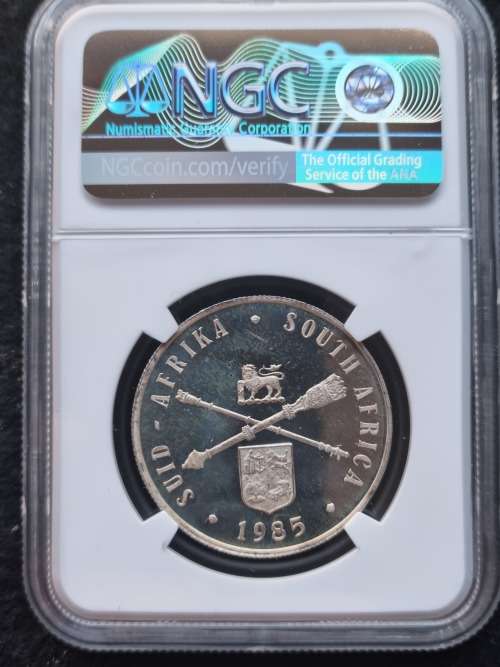 NGC
Numismatic Guaranty Corporation
NGCcoin.com/verify
The Official Grading
Service of the ANA
SUID-AFRIKA • SOUTH AFRICA
• 1985 •